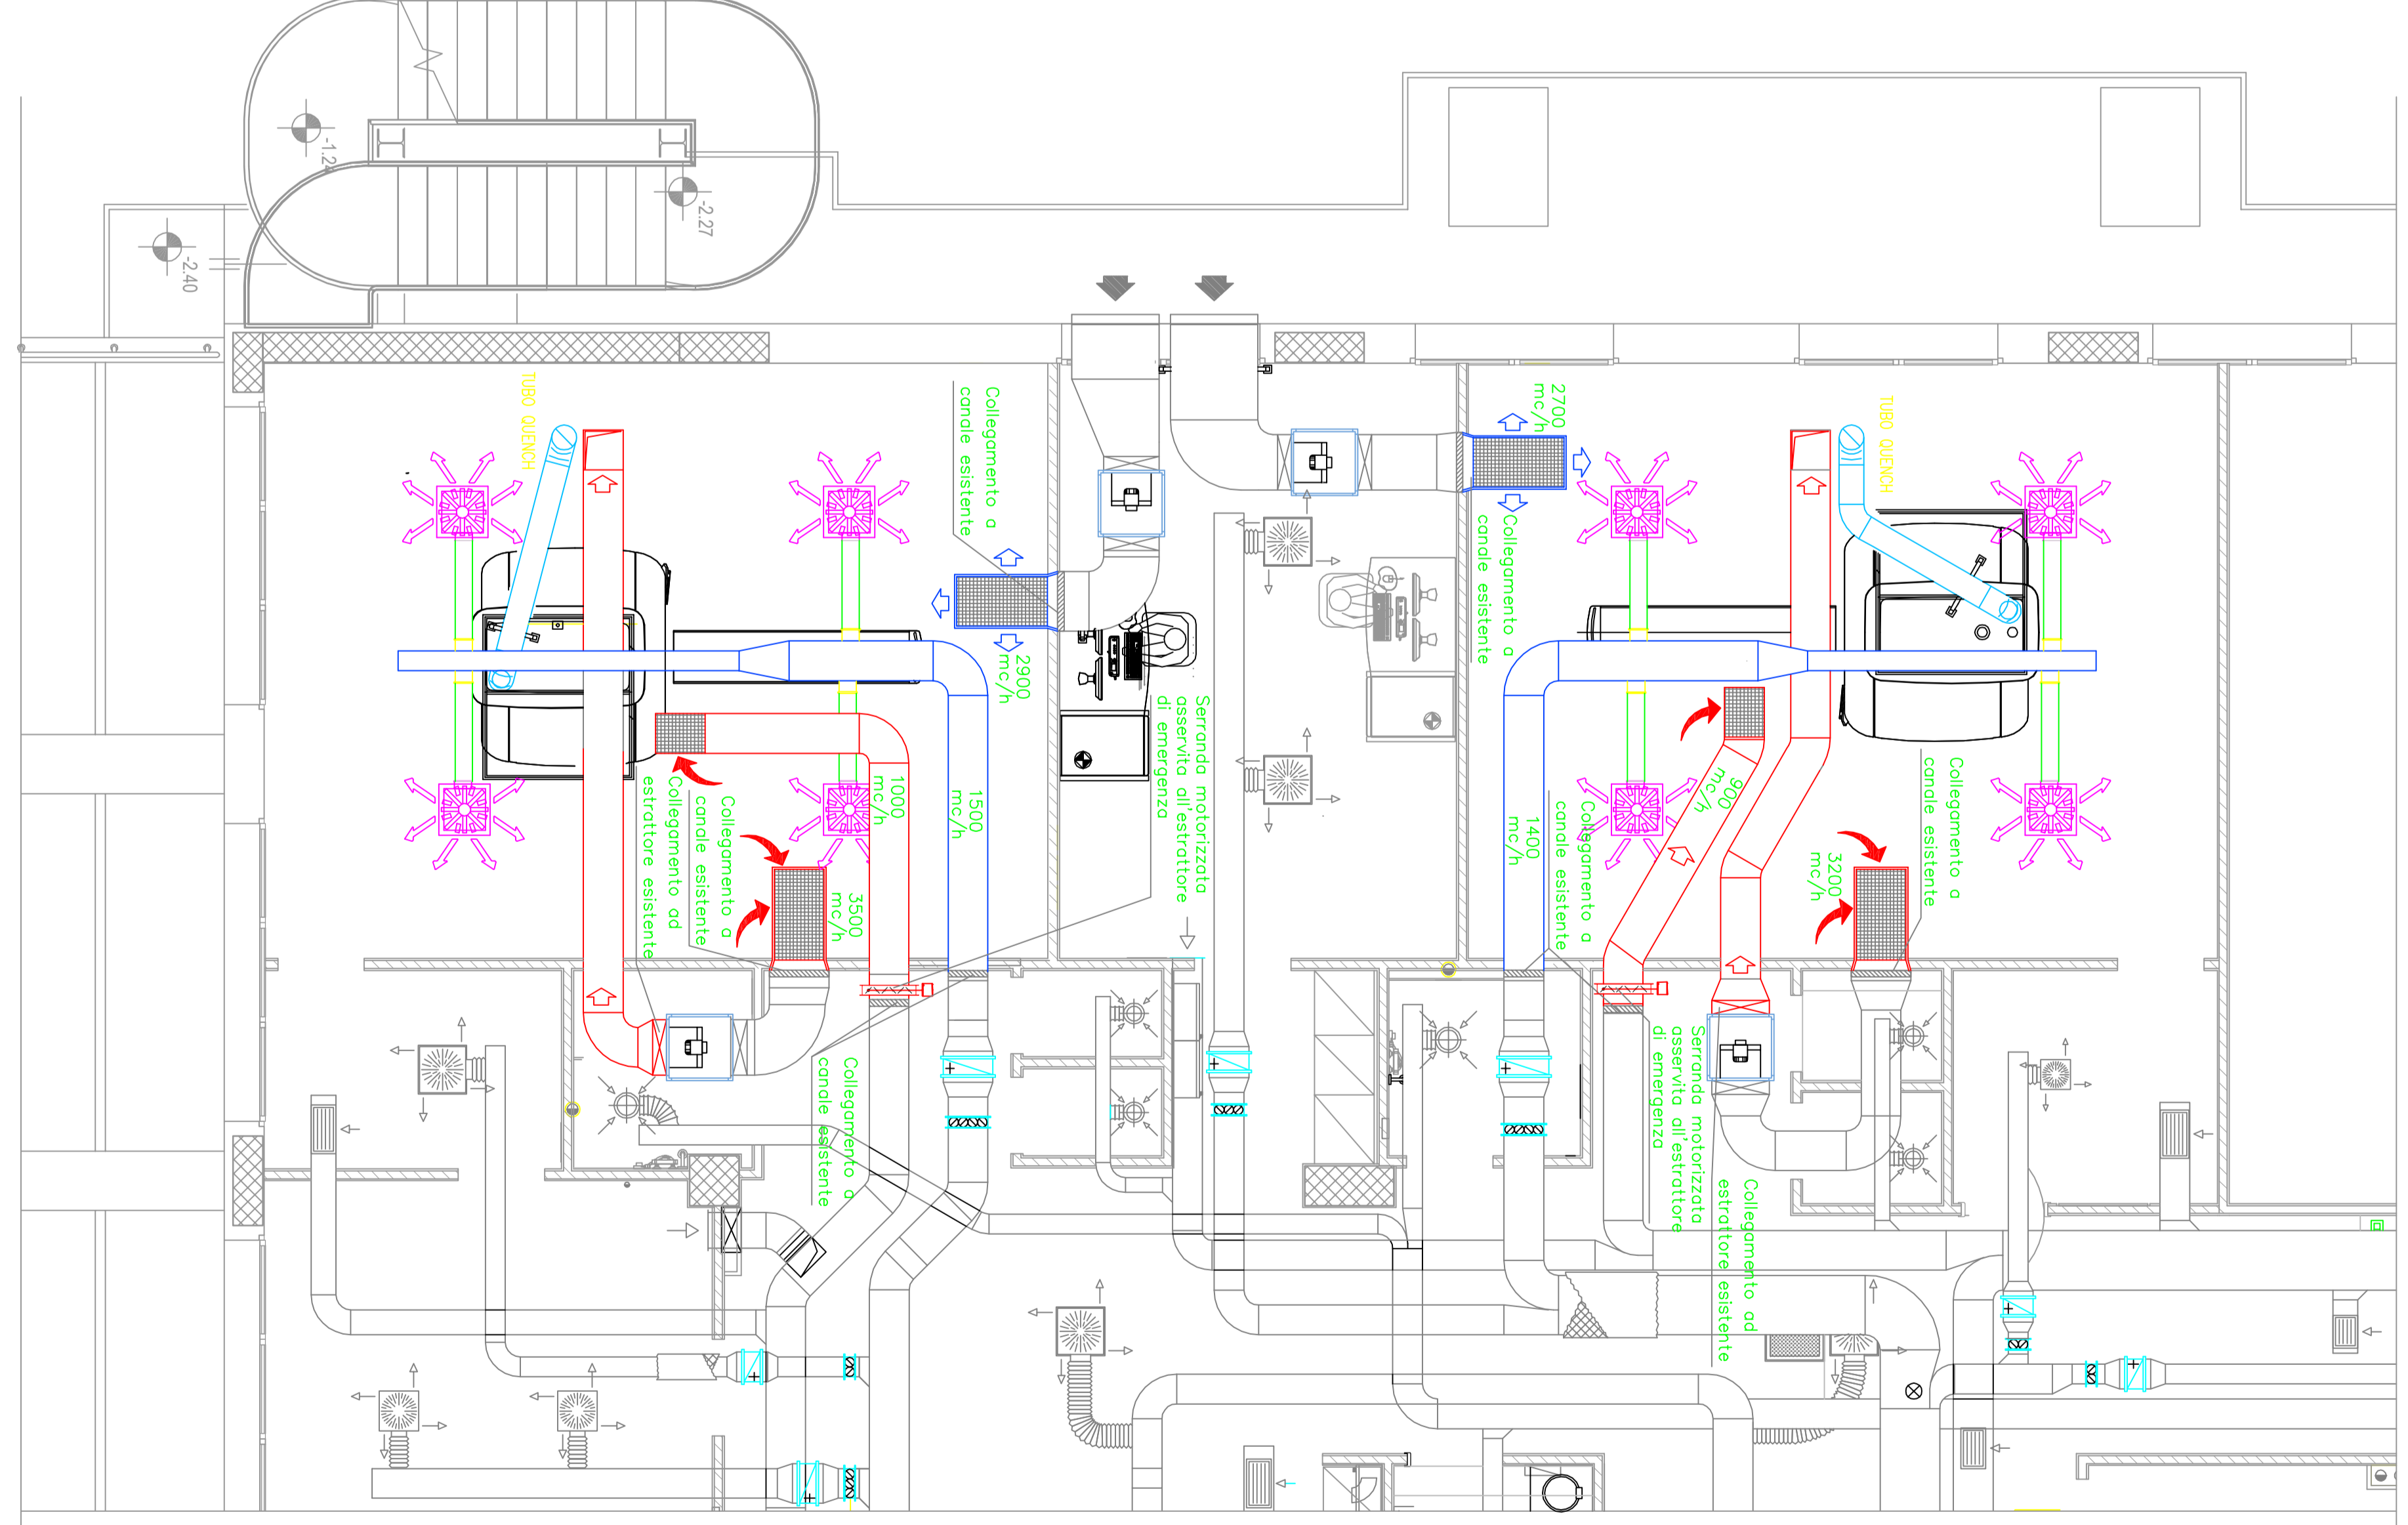 -1.2
-2.27
-2.40
TUBO QUENCH
Collegamento a
canale esistente
2700
mc/h
TUBO QUENCH
Collegamento a
canale esistente
2900
mc/h
Serranda motorizzata
asservita all'estrattore
di emergenza
1000
mc/h
1500
mc/h
Collegamento ad
estrattore esistente
Collegamento a
canale esistente
3500
mc/h
900
mc/h
Collegamento a
canale esistente
1400
mc/h
Collegamento a
canale esistente
3200
mc/h
Serranda motorizzata
asservita all'estrattore
di emergenza
Collegamento a
canale esistente
Collegamento ad
estrattore esistente